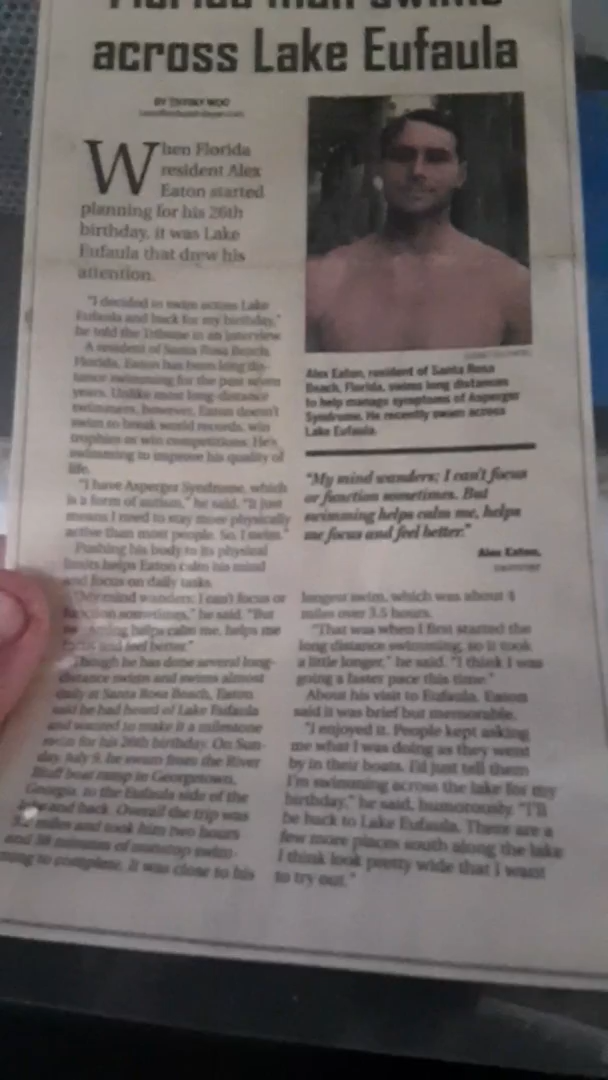 Florida man swims
across Lake Eufaula
BY TIFFANY WOO
When Florida
resident Alex
Eaton started
planning for his 26th
birthday, it was Lake
Eufaula that drew his
attention.
"I decided to swim across Lake
Eufaula and back for my birthday,"
he told the Tribune in an interview.
A resident of Santa Rosa Beach,
Florida, Eaton has been long dis-
tance swimming for the past seven
years. Unlike most long-distance
swimmers, however, Eaton doesn't
swim to break world records, win
trophies or win competitions. He's
swimming to improve his quality of
life.
"I have Asperger Syndrome, which
is a form of autism," he said. "It just
means I need to stay more physically
active than most people. So, I swim."
Pushing his body to its physical
limits helps Eaton calm his mind
and focus on daily tasks.
"My mind wanders; I can't focus or
function sometimes," he said. "But
swimming helps calm me, helps me
focus and feel better."
Though he has done several long-
distance swims and swims almost
daily at Santa Rosa Beach, Eaton
said he had heard of Lake Eufaula
and wanted to make it a milestone
swim for his 26th birthday. On Sun-
day, July 9, he swam from the River
Bluff boat ramp in Georgetown,
Georgia, to the Eufaula side of the
lake and back. Overall the trip was
miles and took him two hours
and minutes of nonstop swim-
ming to complete. It was close to his
Alex Eaton, resident of Santa Rosa
Beach, Florida, swims long distances
to help manage symptoms of Asperger
Syndrome. He recently swam across
Lake Eufaula.
"My mind wanders; I can't focus
or function sometimes. But
swimming helps calm me, helps
me focus and feel better."
Alex Eaton,
longest swim, which was about 4
miles over 3.5 hours.
"That was when I first started the
long distance swimming, so it took
a little longer," he said. "I think I was
going a faster pace this time."
About his visit to Eufaula, Eaton
said it was brief but memorable.
"I enjoyed it. People kept asking
me what I was doing as they went
by in their boats. I'd just tell them
I'm swimming across the lake for my
birthday," he said, humorously. "I'll
be back to Lake Eufaula. There are a
few more places south along the lake
I think look pretty wide that I want
to try out."